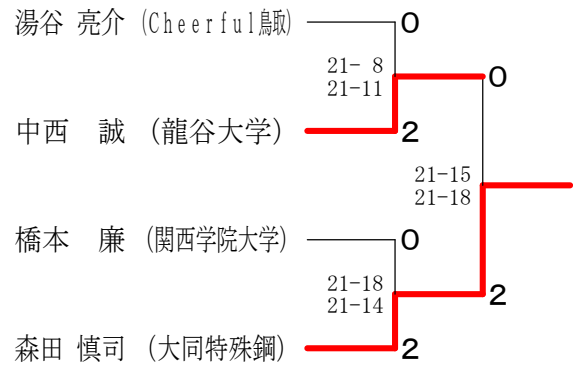 湯谷 亮介 (Cheerful鳥取) 0
21- 8 0
21-11
中西　誠 (龍谷大学) 2
21-15
21-18
橋本　廉 (関西学院大学) 0
21-18 2
21-14
森田 慎司 (大同特殊鋼) 2